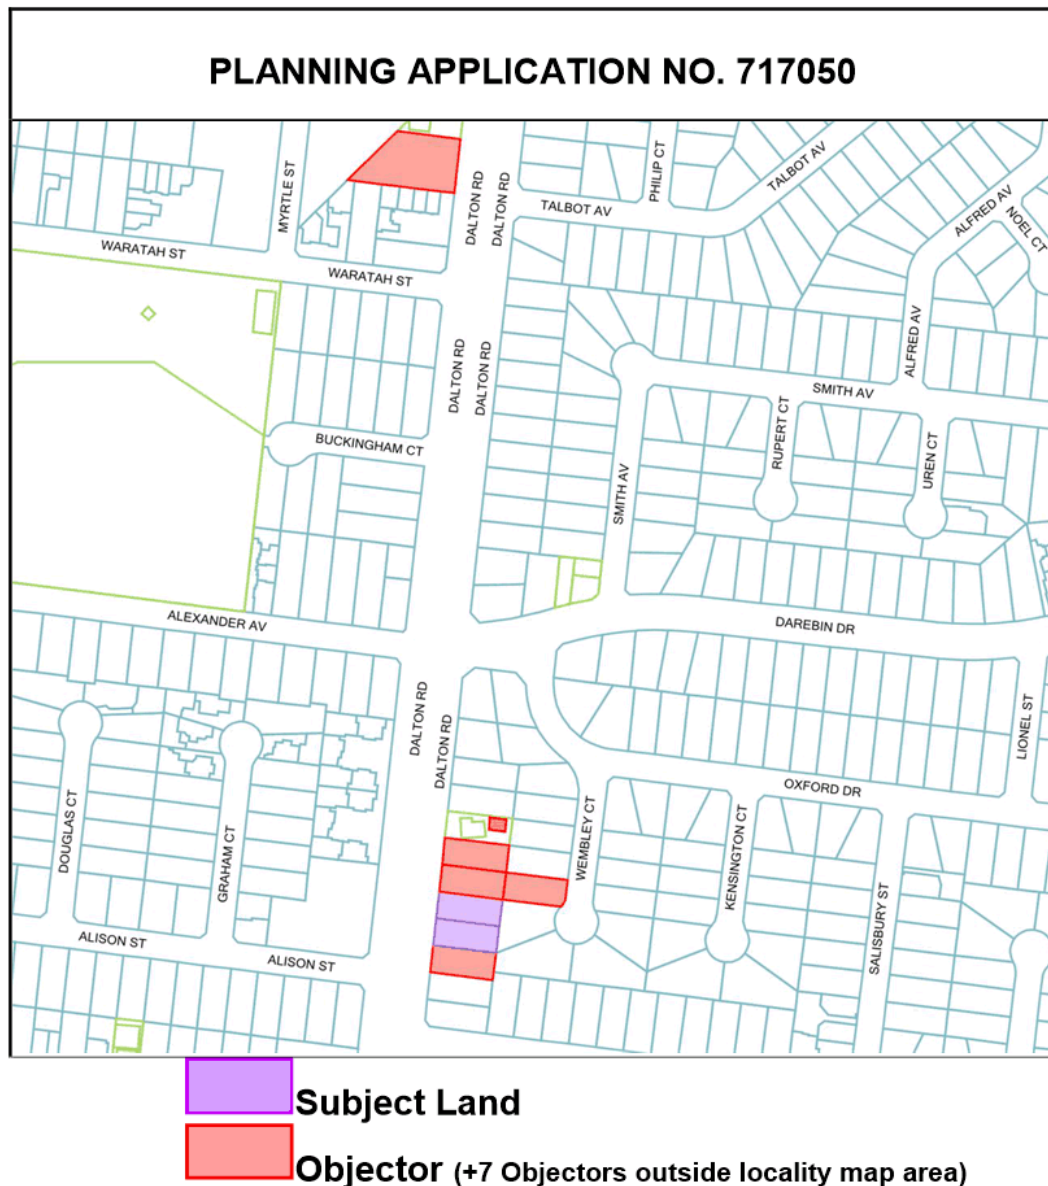 PLANNING APPLICATION NO. 717050
MYRTLE ST
DALTON RD
DALTON RD
PHILIP CT
TALBOT AV
TALBOT AV
ALFRED AV
NOEL CT
WARATAH ST
WARATAH ST
DALTON RD
DALTON RD
ALFRED AV
SMITH AV
BUCKINGHAM CT
RUPERT CT
UREN CT
SMITH AV
ALEXANDER AV
DAREBIN DR
DALTON RD
DALTON RD
LIONEL ST
OXFORD DR
DOUGLAS CT
GRAHAM CT
WEMBLEY CT
KENSINGTON CT
SALISBURY ST
ALISON ST
ALISON ST
Subject Land
Objector (+7 Objectors outside locality map area)